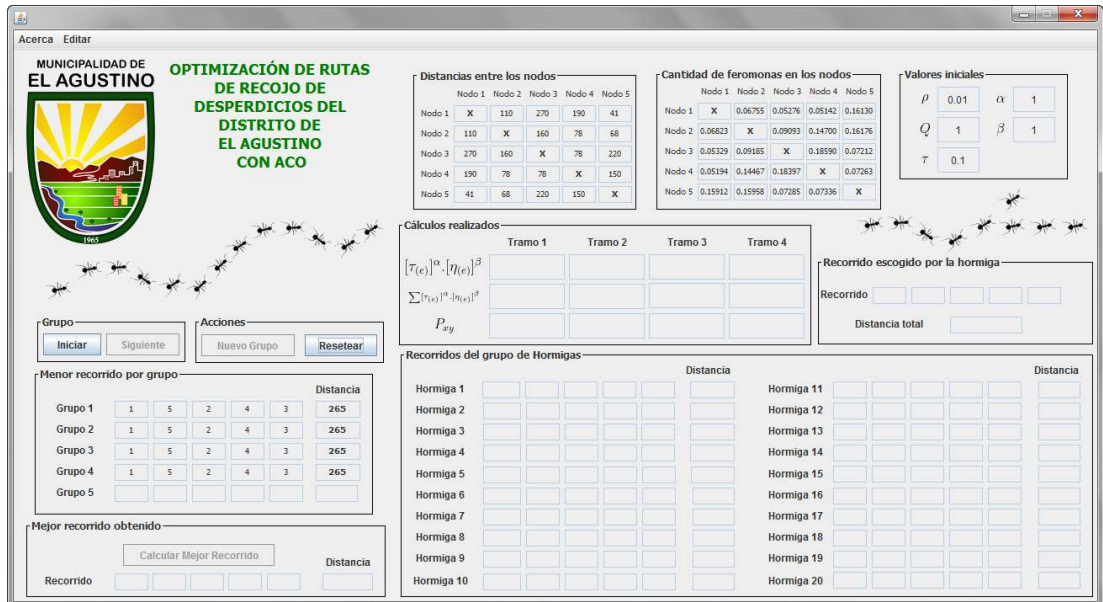 Acerca Editar
MUNICIPALIDAD DE
EL AGUSTINO
1965
OPTIMIZACIÓN DE RUTAS
DE RECOJO DE
DESPERDICIOS DEL
DISTRITO DE
EL AGUSTINO
CON ACO
Distancias entre los nodos
Nodo 1 Nodo 2 Nodo 3 Nodo 4 Nodo 5
Nodo 1 X 110 270 190 41
Nodo 2 110 X 160 78 68
Nodo 3 270 160 X 78 220
Nodo 4 190 78 78 X 150
Nodo 5 41 68 220 150 X
Cantidad de feromonas en los nodos
Nodo 1 Nodo 2 Nodo 3 Nodo 4 Nodo 5
Nodo 1 X 0.06755 0.05276 0.05142 0.16130
Nodo 2 0.06823 X 0.09093 0.14700 0.16176
Nodo 3 0.05329 0.09185 X 0.18590 0.07212
Nodo 4 0.05194 0.14467 0.18397 X 0.07263
Nodo 5 0.15912 0.15958 0.07285 0.07336 X
Valores iniciales
ρ 0.01 α 1
Q 1 β 1
τ 0.1
Cálculos realizados
Tramo 1 Tramo 2 Tramo 3 Tramo 4
[τ(e)]^α.[η(e)]^β
∑[τ(e)]^α.[η(e)]^β
P_xy
Recorrido escogido por la hormiga
Recorrido
Distancia total
Grupo
Iniciar Siguiente
Acciones
Nuevo Grupo Resetear
Menor recorrido por grupo
Distancia
Grupo 1 1 5 2 4 3 265
Grupo 2 1 5 2 4 3 265
Grupo 3 1 5 2 4 3 265
Grupo 4 1 5 2 4 3 265
Grupo 5
Mejor recorrido obtenido
Calcular Mejor Recorrido
Distancia
Recorrido
Recorridos del grupo de Hormigas
Distancia Distancia
Hormiga 1 Hormiga 11
Hormiga 2 Hormiga 12
Hormiga 3 Hormiga 13
Hormiga 4 Hormiga 14
Hormiga 5 Hormiga 15
Hormiga 6 Hormiga 16
Hormiga 7 Hormiga 17
Hormiga 8 Hormiga 18
Hormiga 9 Hormiga 19
Hormiga 10 Hormiga 20